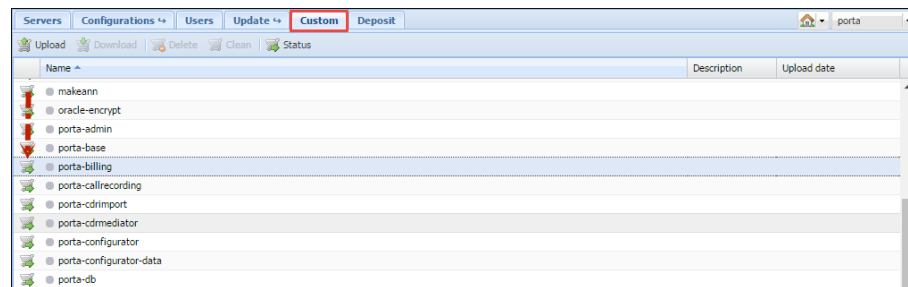 Servers Configurations Users Update Custom Deposit porta
Upload Download Delete Clean Status
Name Description Upload date
makeann
oracle-encrypt
porta-admin
porta-base
porta-billing
porta-callrecording
porta-cdrimport
porta-cdrmediator
porta-configurator
porta-configurator-data
porta-db